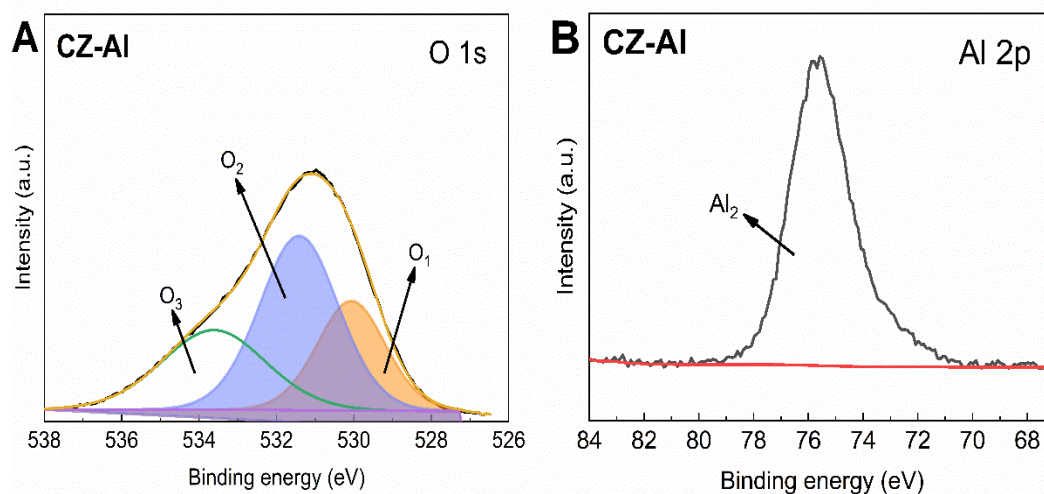 A
CZ-Al
O 1s
O₂
O₁
O₃
Intensity (a.u.)
538 536 534 532 530 528 526
Binding energy (eV)
B
CZ-Al
Al 2p
Al₂
Intensity (a.u.)
84 82 80 78 76 74 72 70 68
Binding energy (eV)